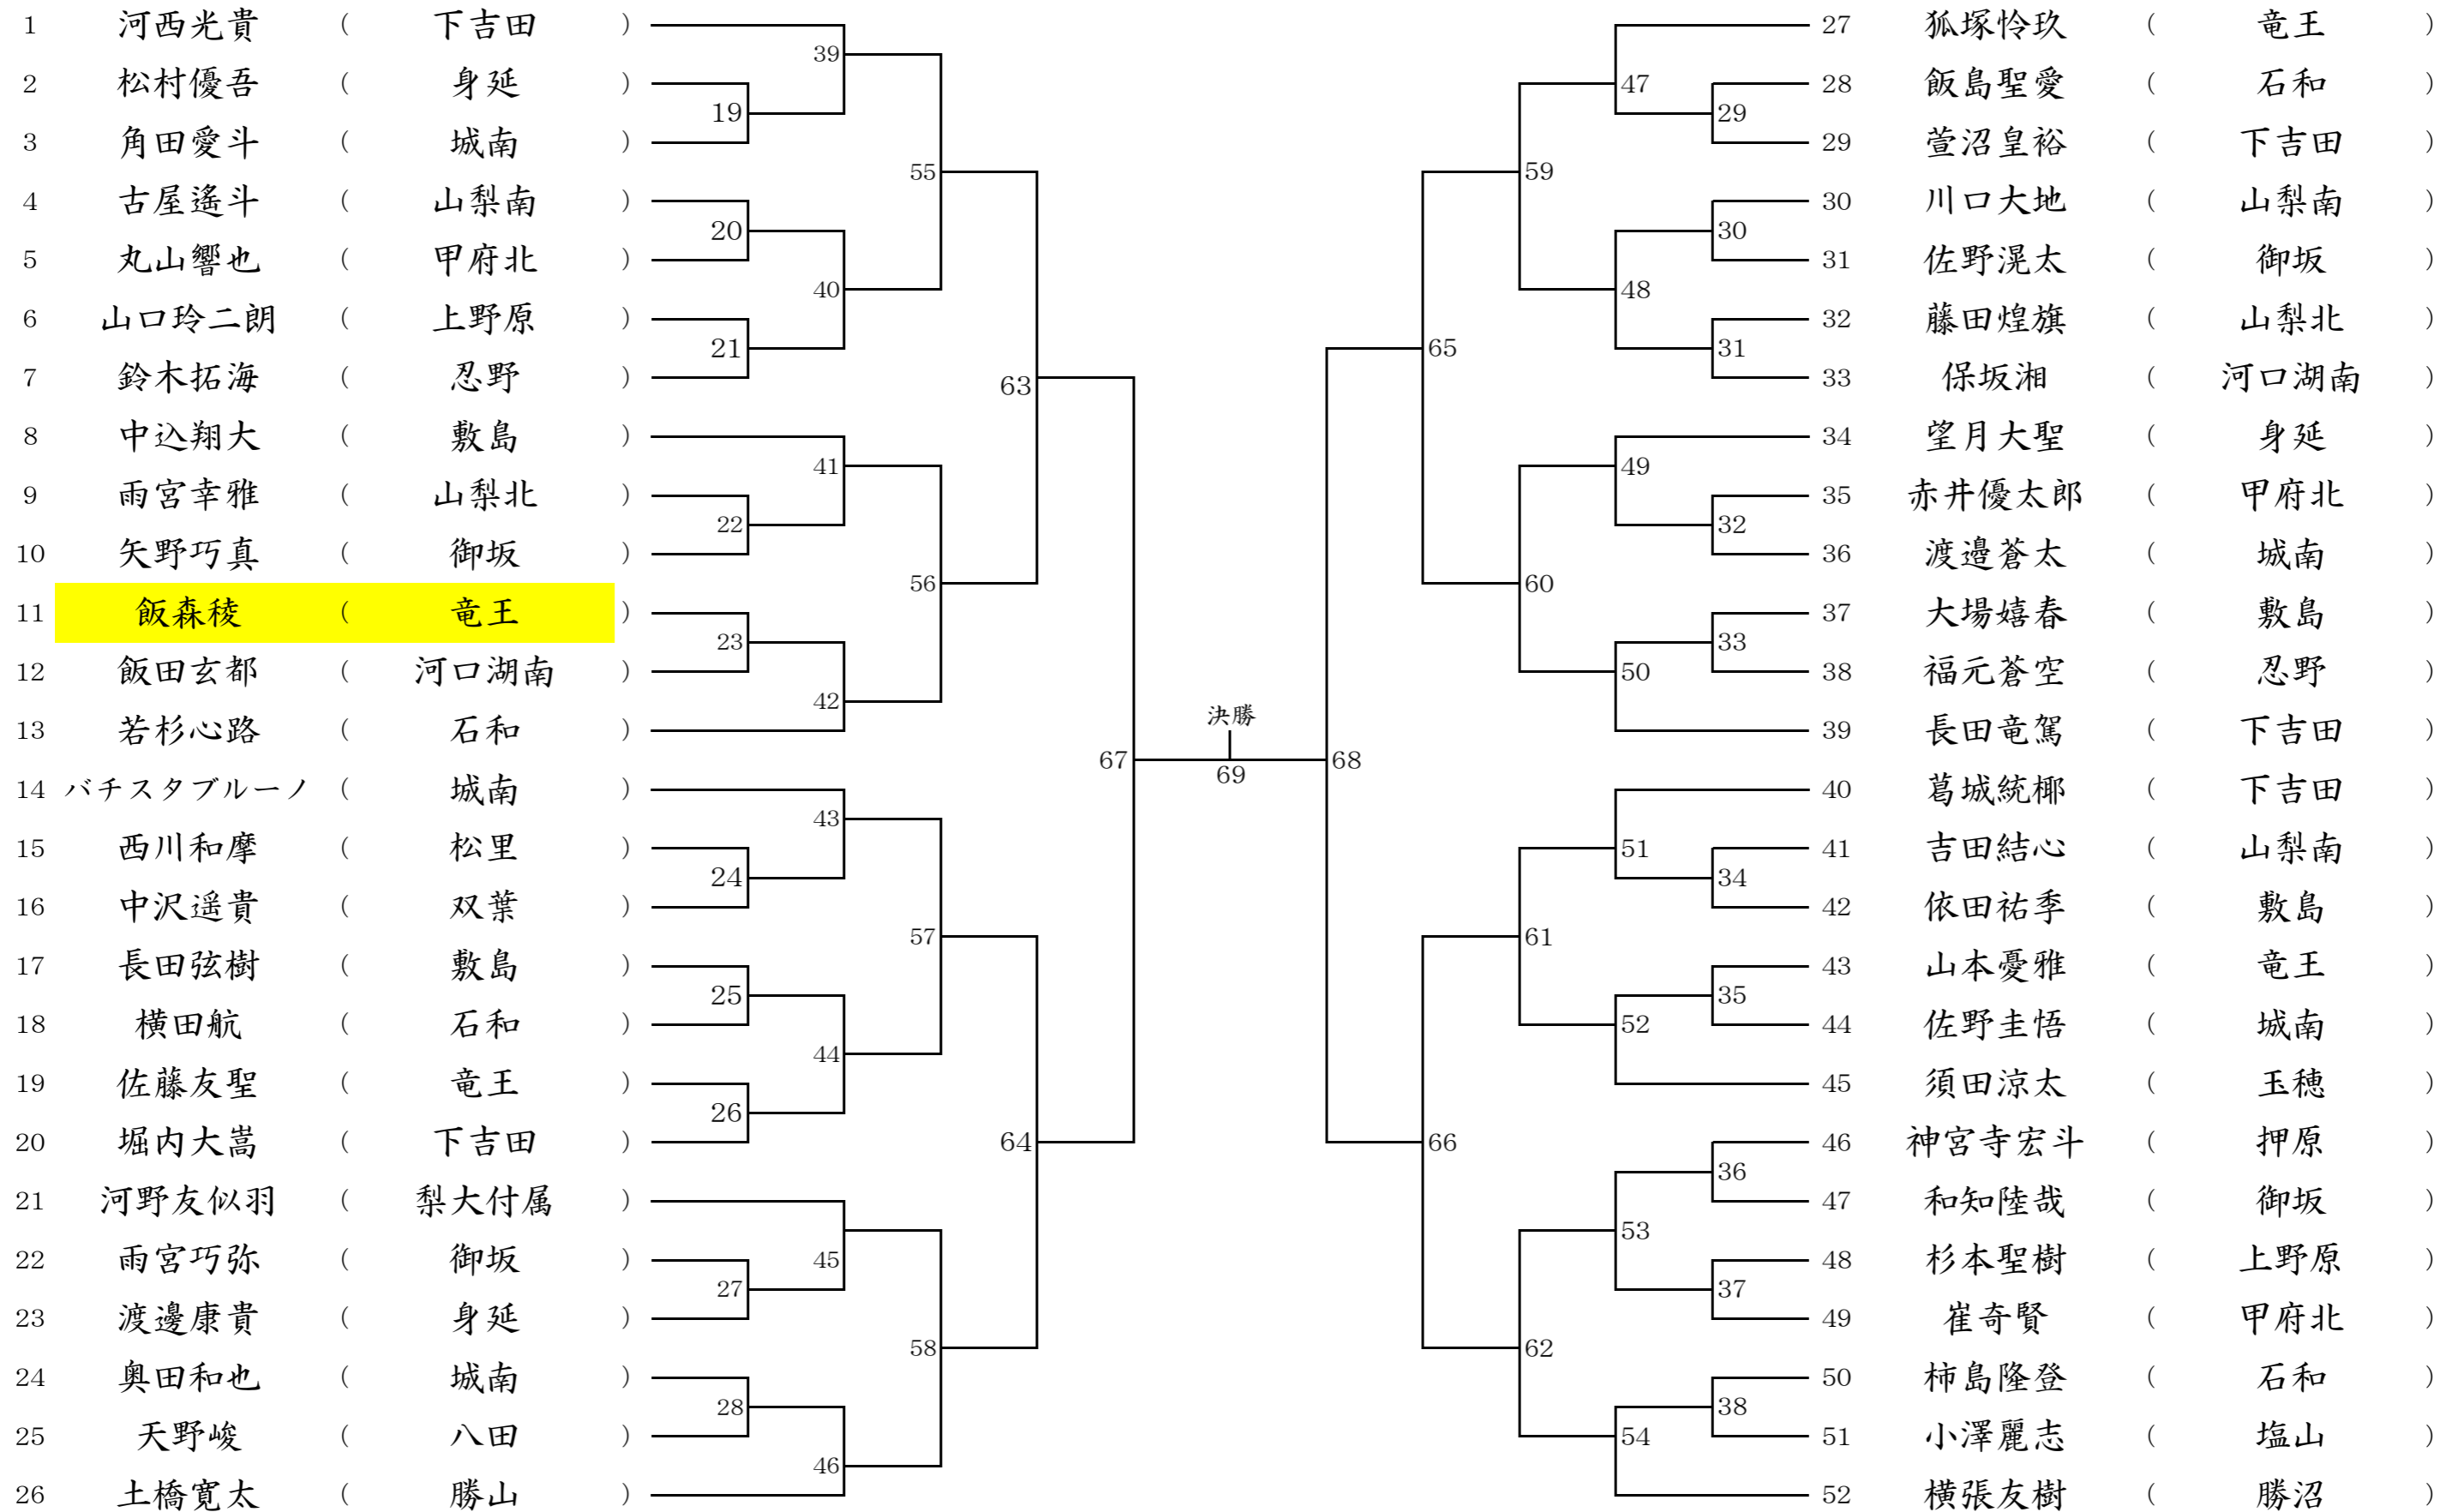 1 河西光貴 ( 下吉田 )
2 松村優吾 ( 身延 )
3 角田愛斗 ( 城南 )
4 古屋遙斗 ( 山梨南 )
5 丸山響也 ( 甲府北 )
6 山口玲二朗 ( 上野原 )
7 鈴木拓海 ( 忍野 )
8 中込翔大 ( 敷島 )
9 雨宮幸雅 ( 山梨北 )
10 矢野巧真 ( 御坂 )
11 飯森稜 ( 竜王 )
12 飯田玄都 ( 河口湖南 )
13 若杉心路 ( 石和 )
14 バチスタブルーノ ( 城南 )
15 西川和摩 ( 松里 )
16 中沢遥貴 ( 双葉 )
17 長田弦樹 ( 敷島 )
18 横田航 ( 石和 )
19 佐藤友聖 ( 竜王 )
20 堀内大嵩 ( 下吉田 )
21 河野友似羽 ( 梨大付属 )
22 雨宮巧弥 ( 御坂 )
23 渡邊康貴 ( 身延 )
24 奥田和也 ( 城南 )
25 天野峻 ( 八田 )
26 土橋寛太 ( 勝山 )
19
20
21
22
23
24
25
26
27
28
39
40
41
42
43
44
45
46
55
56
57
58
63
64
67
決勝
69
68
65
66
59
60
61
62
47
48
49
50
51
52
53
54
29
30
31
32
33
34
35
36
37
38
27 狐塚怜玖 ( 竜王 )
28 飯島聖愛 ( 石和 )
29 萱沼皇裕 ( 下吉田 )
30 川口大地 ( 山梨南 )
31 佐野滉太 ( 御坂 )
32 藤田煌旗 ( 山梨北 )
33 保坂湘 ( 河口湖南 )
34 望月大聖 ( 身延 )
35 赤井優太郎 ( 甲府北 )
36 渡邉蒼太 ( 城南 )
37 大場嬉春 ( 敷島 )
38 福元蒼空 ( 忍野 )
39 長田竜駕 ( 下吉田 )
40 葛城統椰 ( 下吉田 )
41 吉田結心 ( 山梨南 )
42 依田祐季 ( 敷島 )
43 山本憂雅 ( 竜王 )
44 佐野圭悟 ( 城南 )
45 須田涼太 ( 玉穂 )
46 神宮寺宏斗 ( 押原 )
47 和知陸哉 ( 御坂 )
48 杉本聖樹 ( 上野原 )
49 崔奇賢 ( 甲府北 )
50 柿島隆登 ( 石和 )
51 小澤麗志 ( 塩山 )
52 横張友樹 ( 勝沼 )